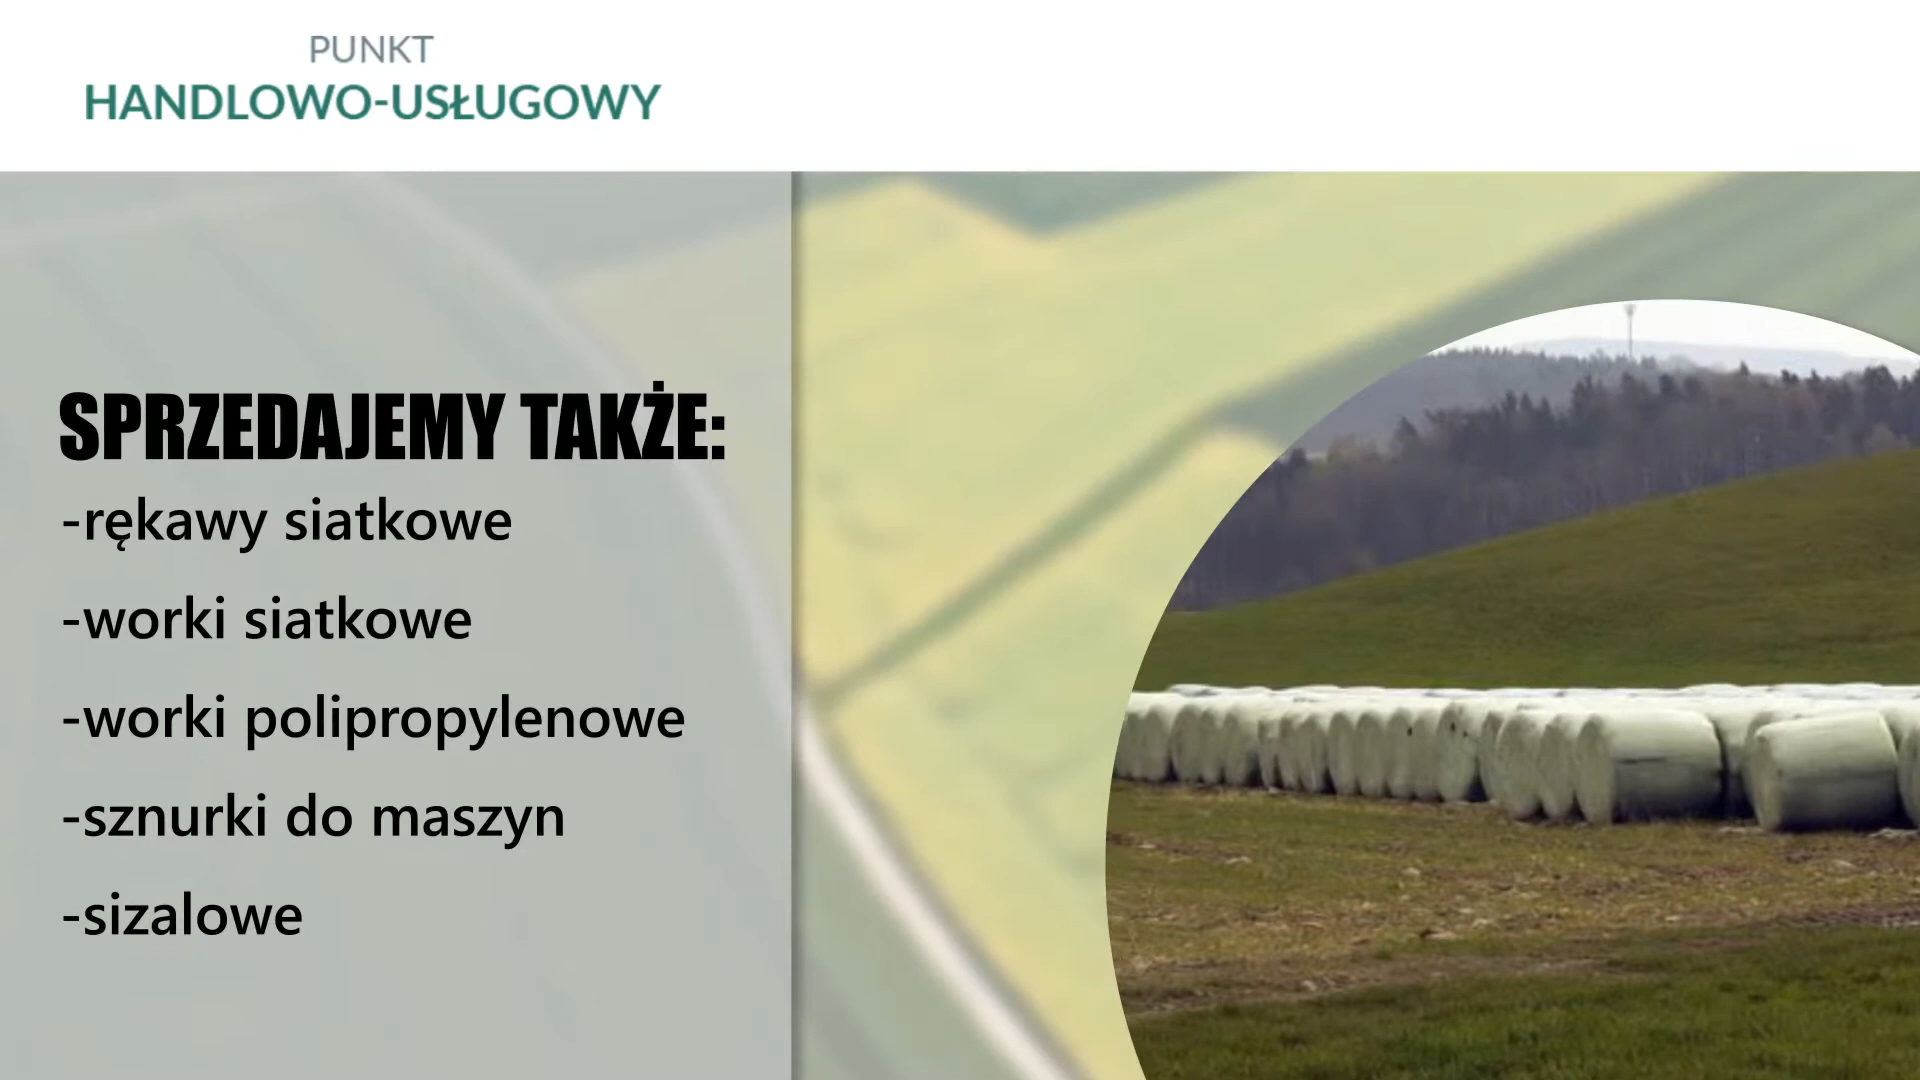 PUNKT
HANDLOWO-USŁUGOWY
SPRZEDAJEMY TAKŻE:
-rękawy siatkowe
-worki siatkowe
-worki polipropylenowe
-sznurki do maszyn
-sizalowe